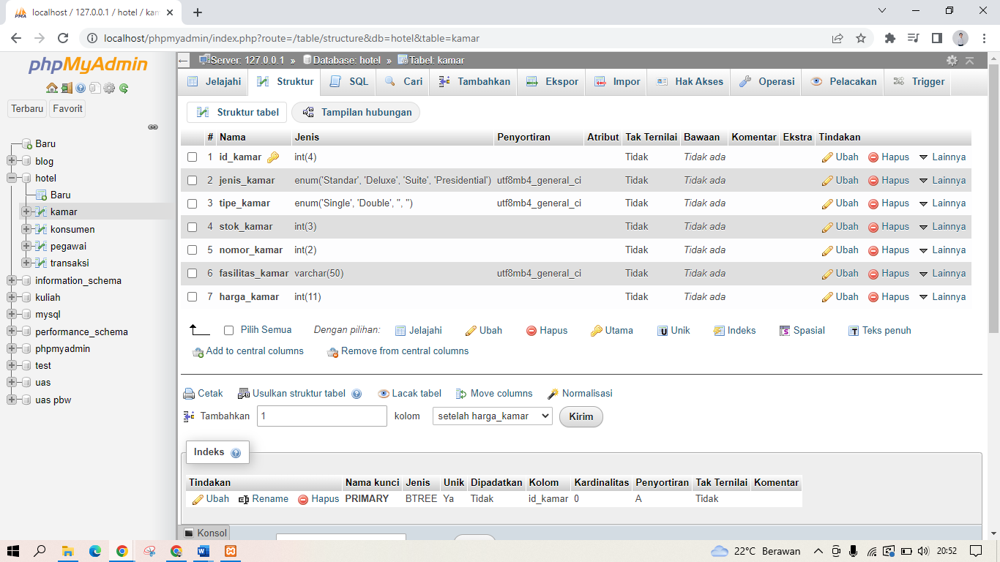 localhost / 127.0.0.1 / hotel / kam
localhost/phpmyadmin/index.php?route=/table/structure&db=hotel&table=kamar
phpMyAdmin
Terbaru Favorit
Baru
blog
hotel
Baru
kamar
konsumen
pegawai
transaksi
information_schema
kuliah
mysql
performance_schema
phpmyadmin
test
uas
uas pbw
Server: 127.0.0.1 » Database: hotel » Tabel: kamar
Jelajahi Struktur SQL Cari Tambahkan Ekspor Impor Hak Akses Operasi Pelacakan Trigger
Struktur tabel Tampilan hubungan
# Nama Jenis Penyortiran Atribut Tak Ternilai Bawaan Komentar Ekstra Tindakan
1 id_kamar int(4) Tidak Tidak ada Ubah Hapus Lainnya
2 jenis_kamar enum('Standar', 'Deluxe', 'Suite', 'Presidential') utf8mb4_general_ci Tidak Tidak ada Ubah Hapus Lainnya
3 tipe_kamar enum('Single', 'Double', '', '') utf8mb4_general_ci Tidak Tidak ada Ubah Hapus Lainnya
4 stok_kamar int(3) Tidak Tidak ada Ubah Hapus Lainnya
5 nomor_kamar int(2) Tidak Tidak ada Ubah Hapus Lainnya
6 fasilitas_kamar varchar(50) utf8mb4_general_ci Tidak Tidak ada Ubah Hapus Lainnya
7 harga_kamar int(11) Tidak Tidak ada Ubah Hapus Lainnya
Pilih Semua Dengan pilihan: Jelajahi Ubah Hapus Utama Unik Indeks Spasial Teks penuh
Add to central columns Remove from central columns
Cetak Usulkan struktur tabel Lacak tabel Move columns Normalisasi
Tambahkan 1 kolom setelah harga_kamar Kirim
Indeks
Tindakan Nama kunci Jenis Unik Dipadatkan Kolom Kardinalitas Penyortiran Tak Ternilai Komentar
Ubah Rename Hapus PRIMARY BTREE Ya Tidak id_kamar 0 A Tidak
Konsol
22°C Berawan 20:52